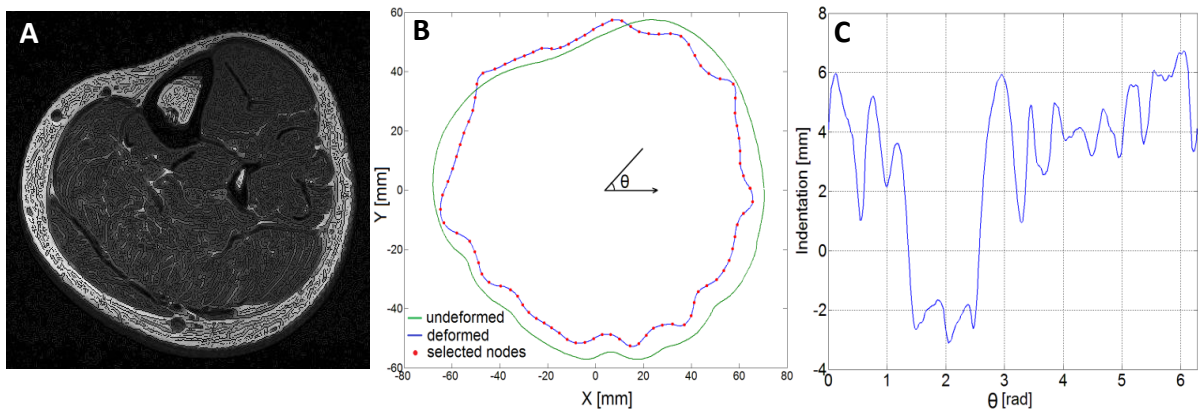 A
B
60
40
20
0
-20
-40
-60
Y [mm]
θ
undeformed
deformed
selected nodes
-80
-60
-40
-20
0
20
40
60
80
X [mm]
C
8
6
4
2
0
-2
-4
Indentation [mm]
0
1
2
3
4
5
6
θ [rad]